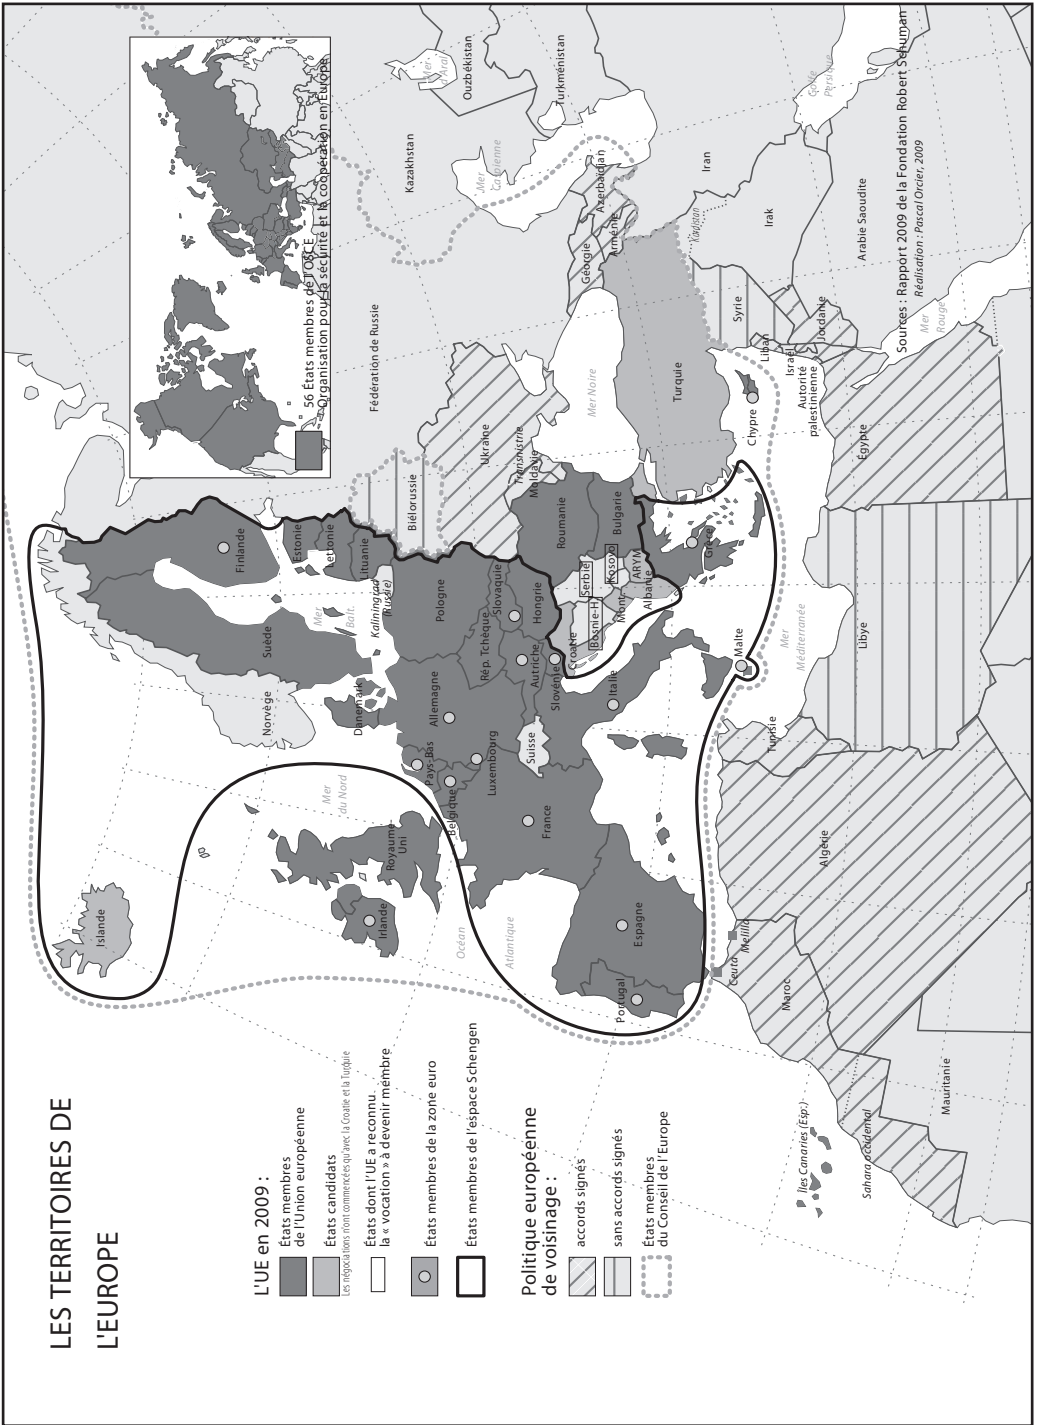 LES TERRITOIRES DE
L'EUROPE
L'UE en 2009 :
États membres
de l'Union européenne
États candidats
Les négociations n'ont commencées qu'avec la Croatie et la Turquie
États dont l'UE a reconnu
la « vocation » à devenir membre
États membres de la zone euro
États membres de l'espace Schengen
Politique européenne
de voisinage :
accords signés
sans accords signés
États membres
du Conseil de l'Europe
56 États membres de l'OSCE
Organisation pour la sécurité et la coopération en Europe
Islande
Norvège
Suède
Finlande
Estonie
Lettonie
Lituanie
Mer
Balt.
Kaliningrad
(Russie)
Danemark
Mer
du Nord
Royaume
Uni
Irlande
Océan
Atlantique
Pays-Bas
Belgique
Luxembourg
Allemagne
Pologne
Rép. Tchèque
Slovaquie
Autriche
Hongrie
Slovénie
Suisse
France
Italie
Espagne
Portugal
Croatie
Bosnie-H.
Serbie
Kosovo
Mont.
ARYM
Albanie
Roumanie
Bulgarie
Grèce
Malte
Chypre
Mer
Méditerranée
Biélorussie
Ukraine
Transnistrie
Moldavie
Fédération de Russie
Kazakhstan
Mer
d'Aral
Ouzbékistan
Turkménistan
Mer
Caspienne
Mer Noire
Géorgie
Arménie
Azerbaïdjan
Turquie
Kurdistan
Iran
Irak
Syrie
Liban
Israël
Jordanie
Autorité
palestinienne
Arabie Saoudite
Golfe
Persique
Mer
Rouge
Égypte
Libye
Tunisie
Algérie
Maroc
Ceuta
Melilla
Îles Canaries (Esp.)
Sahara occidental
Mauritanie
Sources : Rapport 2009 de la Fondation Robert Schuman
Réalisation : Pascal Orcier, 2009